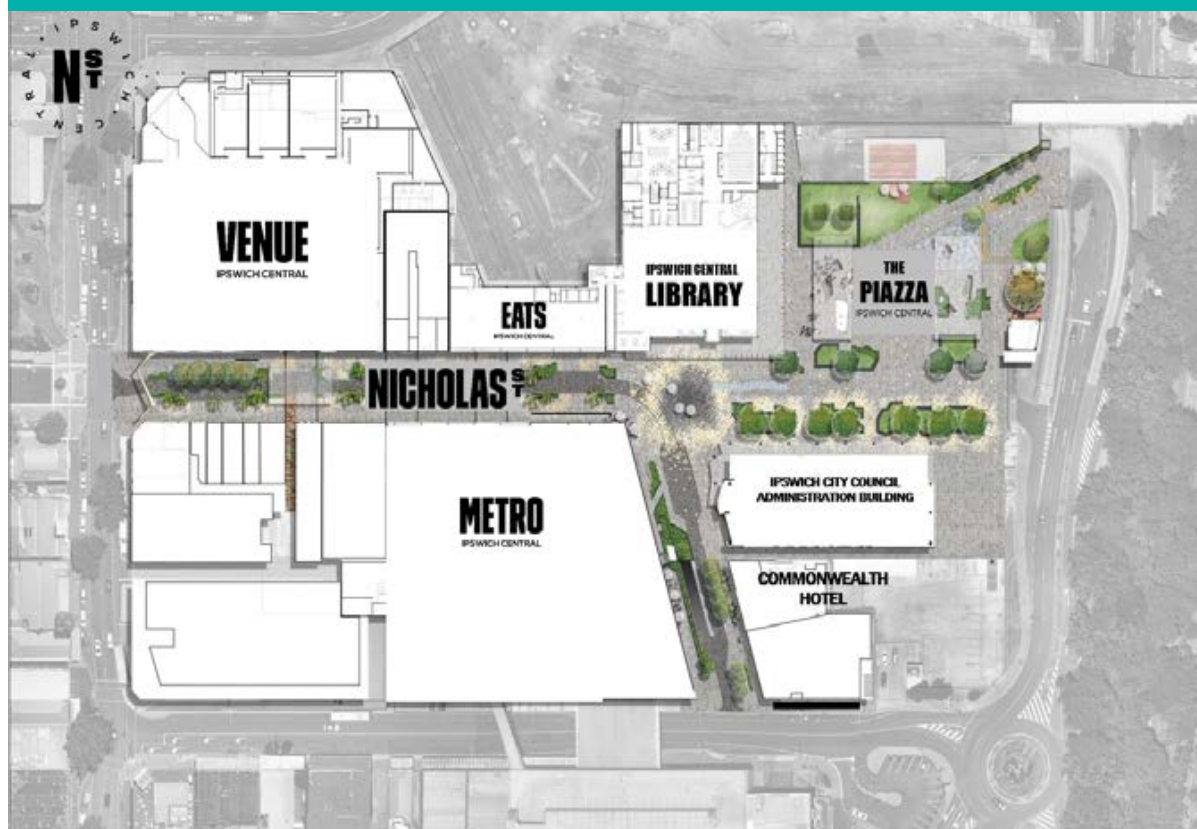 IPSWICH CENTRAL
N ST
VENUE
IPSWICH CENTRAL
EATS
IPSWICH CENTRAL
IPSWICH CENTRAL
LIBRARY
THE
PIAZZA
IPSWICH CENTRAL
NICHOLAS ST
METRO
IPSWICH CENTRAL
IPSWICH CITY COUNCIL
ADMINISTRATION BUILDING
COMMONWEALTH
HOTEL